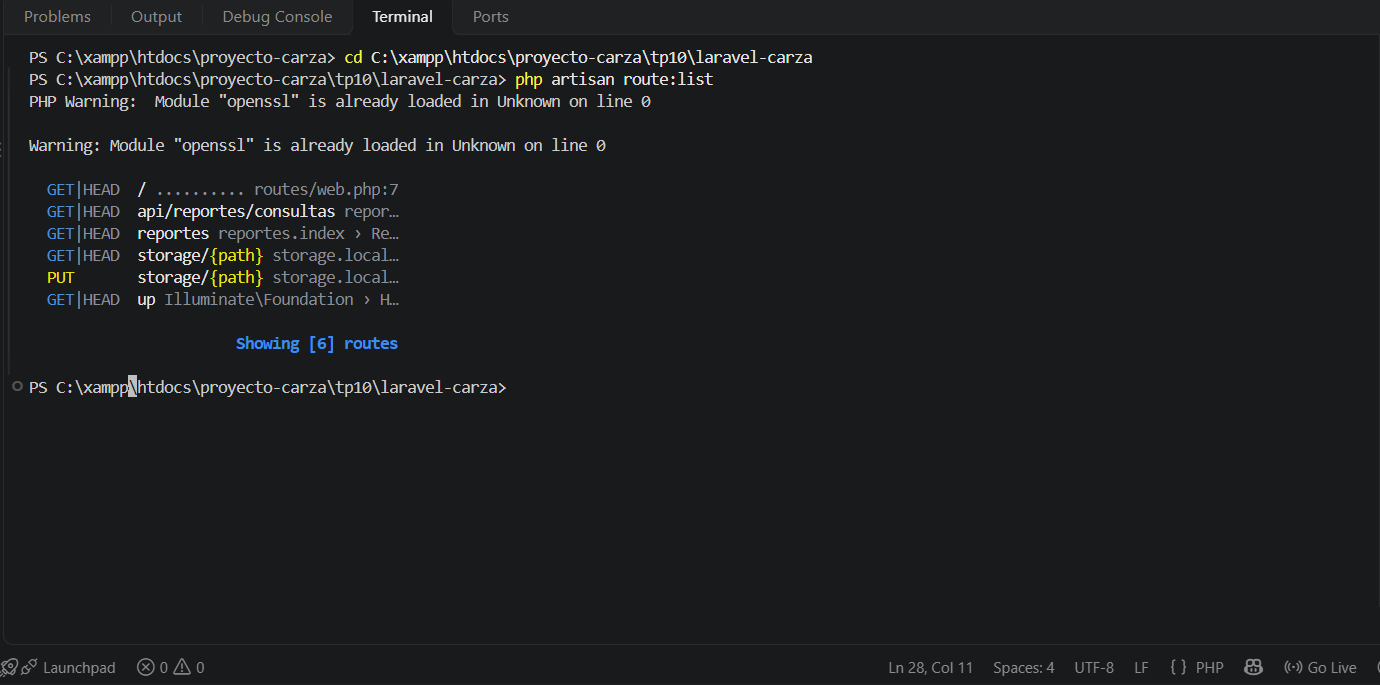 Problems Output Debug Console Terminal Ports
PS C:\xampp\htdocs\proyecto-carza> cd C:\xampp\htdocs\proyecto-carza\tp10\laravel-carza
PS C:\xampp\htdocs\proyecto-carza\tp10\laravel-carza> php artisan route:list
PHP Warning:  Module "openssl" is already loaded in Unknown on line 0
Warning: Module "openssl" is already loaded in Unknown on line 0
GET|HEAD  / .......... routes/web.php:7
GET|HEAD  api/reportes/consultas repor…
GET|HEAD  reportes reportes.index › Re…
GET|HEAD  storage/{path} storage.local…
PUT       storage/{path} storage.local…
GET|HEAD  up Illuminate\Foundation › H…
Showing [6] routes
PS C:\xampp\htdocs\proyecto-carza\tp10\laravel-carza>
Launchpad 0 0 Ln 28, Col 11 Spaces: 4 UTF-8 LF { } PHP Go Live